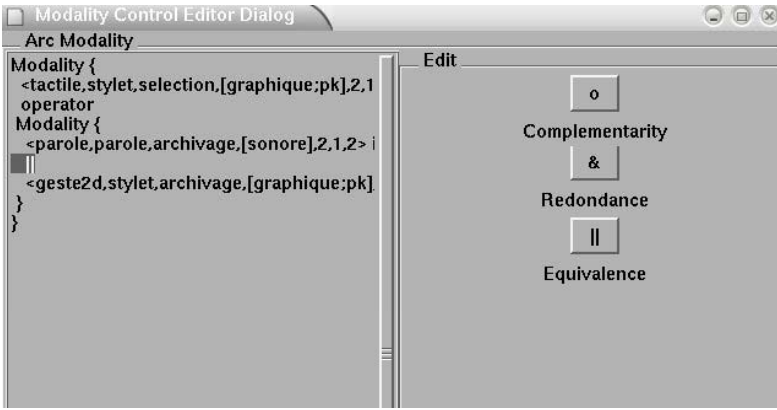 Modality Control Editor Dialog
Arc Modality
Modality {
<tactile,stylet,selection,[graphique;pk],2,1
operator
Modality {
<parole,parole,archivage,[sonore],2,1,2> i
||
<geste2d,stylet,archivage,[graphique;pk],
}
}
Edit
o
Complementarity
&
Redondance
||
Equivalence